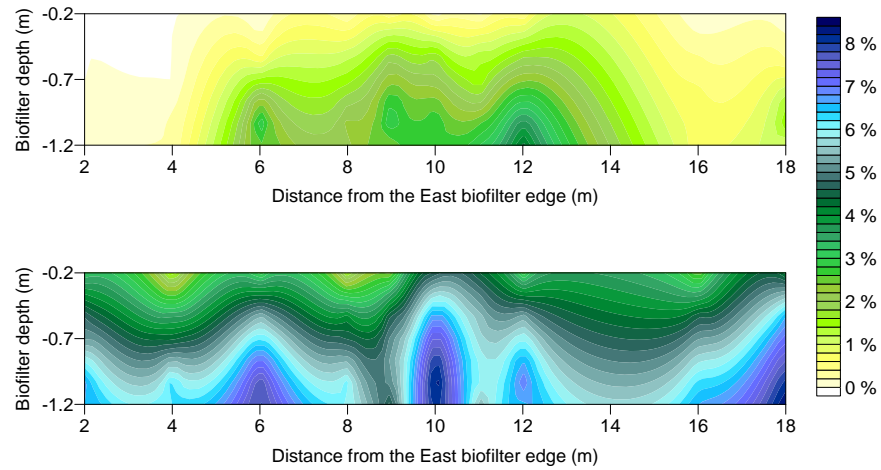 -0.2
-0.7
-1.2
Biofilter depth (m)
2 4 6 8 10 12 14 16 18
Distance from the East biofilter edge (m)
-0.2
-0.7
-1.2
Biofilter depth (m)
2 4 6 8 10 12 14 16 18
Distance from the East biofilter edge (m)
8 %
7 %
6 %
5 %
4 %
3 %
2 %
1 %
0 %